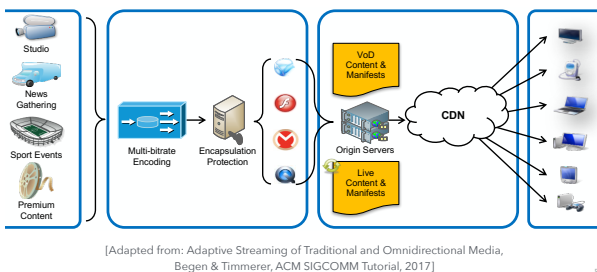 Studio
News
Gathering
Sport Events
Premium
Content
Multi-bitrate
Encoding
Encapsulation
Protection
VoD
Content &
Manifests
Origin Servers
Live
Content &
Manifests
CDN
[Adapted from: Adaptive Streaming of Traditional and Omnidirectional Media,
Begen & Timmerer, ACM SIGCOMM Tutorial, 2017]